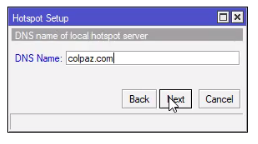 Hotspot Setup
DNS name of local hotspot server
DNS Name: colpaz.com
Back Next Cancel